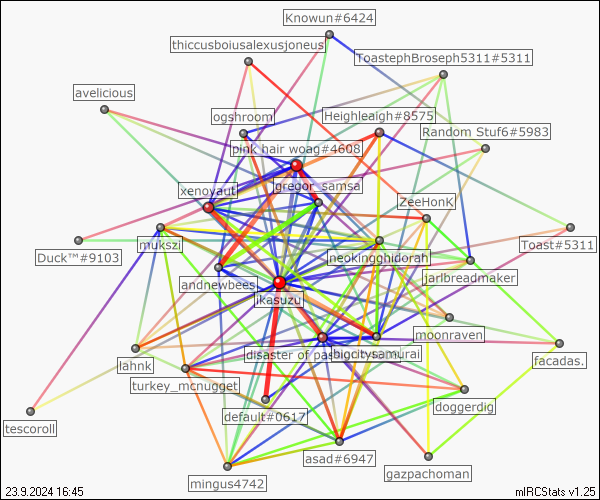 Knowun#6424
thiccusboiusalexusjoneus
ToastephBroseph5311#5311
avelicious
ogshroom
Heighleaigh#8575
Random Stuf6#5983
pink hair woag#4608
gregor_samsa
xenoyaut
ZeeHonK
mukszi
Duck™#9103
Toast#5311
neokingghidorah
jarlbreadmaker
andnewbees
ikasuzu
moonraven
disaster of pa
bigcitysamurai
lahnk
facadas.
turkey_mcnugget
default#0617
doggerdig
tescoroll
asad#6947
gazpachoman
mingus4742
23.9.2024 16:45
mIRCStats v1.25